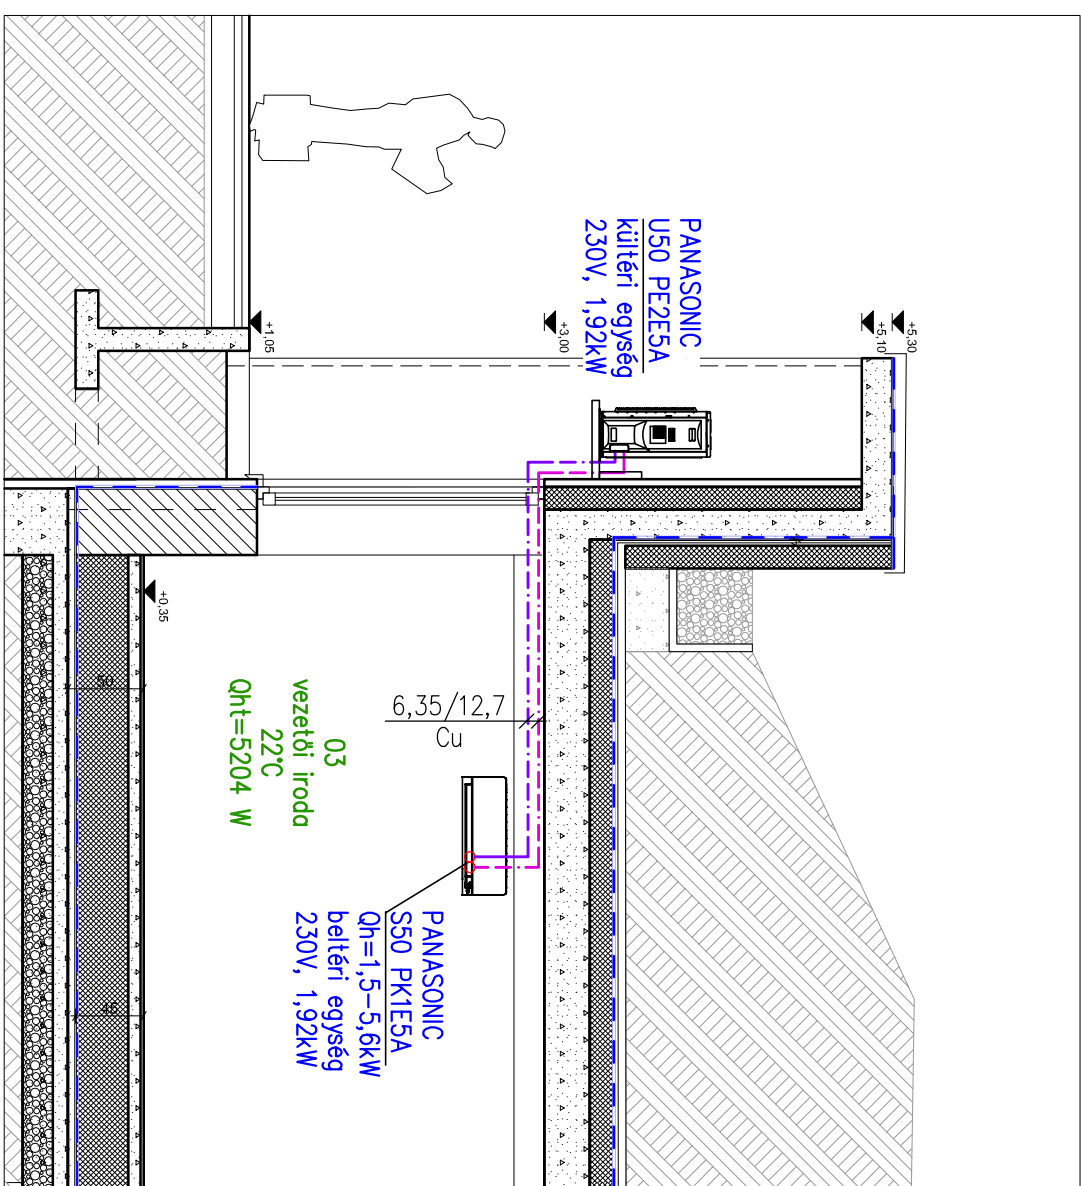 PANASONIC
U50 PE2E5A
kültéri egység
230V, 1,92kW
+1,05
+3,00
+5,10
+5,30
+0,35
6,35/12,7
Cu
03
vezetői iroda
22°C
Qht=5204 W
PANASONIC
S50 PK1E5A
Qh=1,5-5,6kW
beltéri egység
230V, 1,92kW
50
45